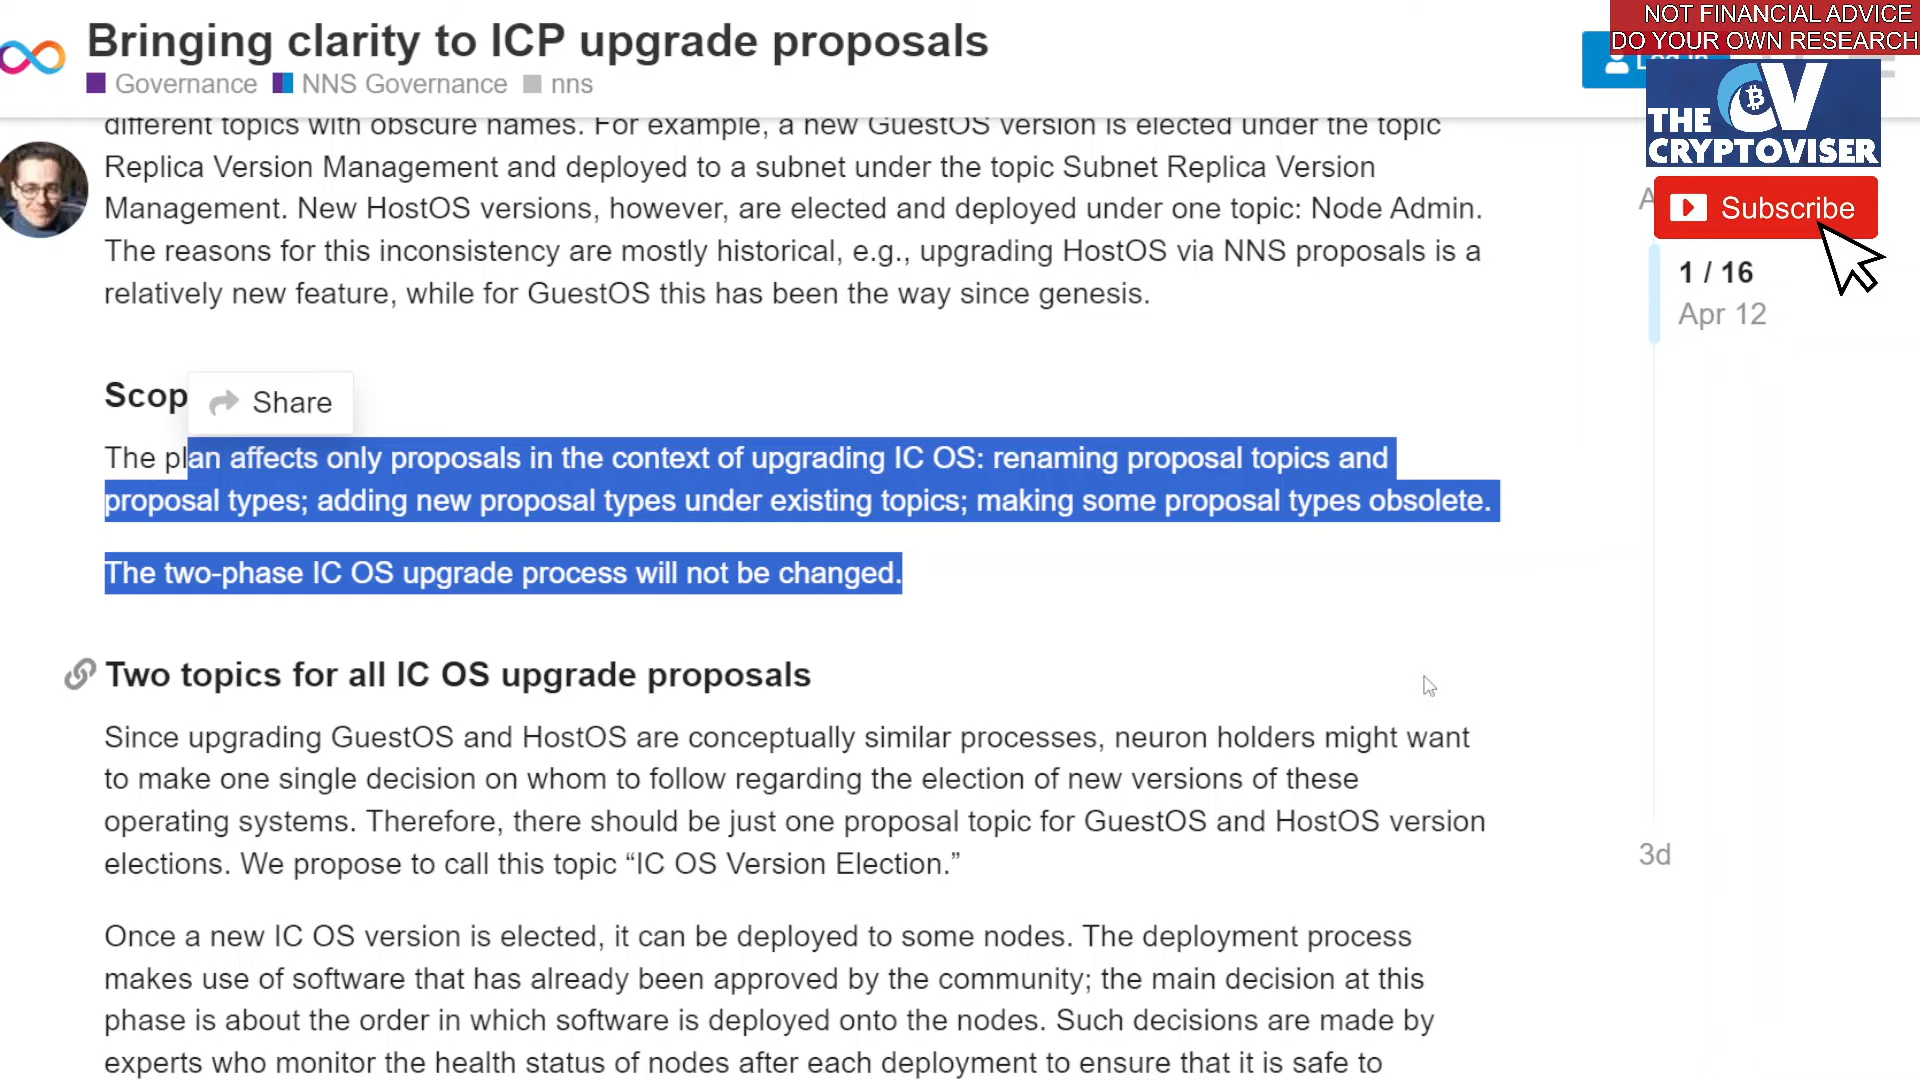 Bringing clarity to ICP upgrade proposals
NOT FINANCIAL ADVICE
DO YOUR OWN RESEARCH
Governance NNS Governance nns
THE
CRYPTOVISER
CV
Subscribe
1 / 16
Apr 12
3d
different topics with obscure names. For example, a new GuestOS version is elected under the topic
Replica Version Management and deployed to a subnet under the topic Subnet Replica Version
Management. New HostOS versions, however, are elected and deployed under one topic: Node Admin.
The reasons for this inconsistency are mostly historical, e.g., upgrading HostOS via NNS proposals is a
relatively new feature, while for GuestOS this has been the way since genesis.
Scop
Share
The plan affects only proposals in the context of upgrading IC OS: renaming proposal topics and
proposal types; adding new proposal types under existing topics; making some proposal types obsolete.
The two-phase IC OS upgrade process will not be changed.
Two topics for all IC OS upgrade proposals
Since upgrading GuestOS and HostOS are conceptually similar processes, neuron holders might want
to make one single decision on whom to follow regarding the election of new versions of these
operating systems. Therefore, there should be just one proposal topic for GuestOS and HostOS version
elections. We propose to call this topic “IC OS Version Election.”
Once a new IC OS version is elected, it can be deployed to some nodes. The deployment process
makes use of software that has already been approved by the community; the main decision at this
phase is about the order in which software is deployed onto the nodes. Such decisions are made by
experts who monitor the health status of nodes after each deployment to ensure that it is safe to